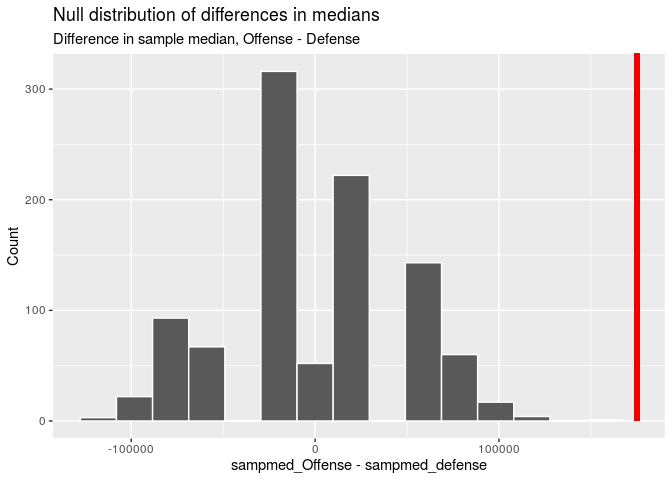 Null distribution of differences in medians
Difference in sample median, Offense - Defense
300
200
100
0
Count
-100000
0
100000
sampmed_Offense - sampmed_defense